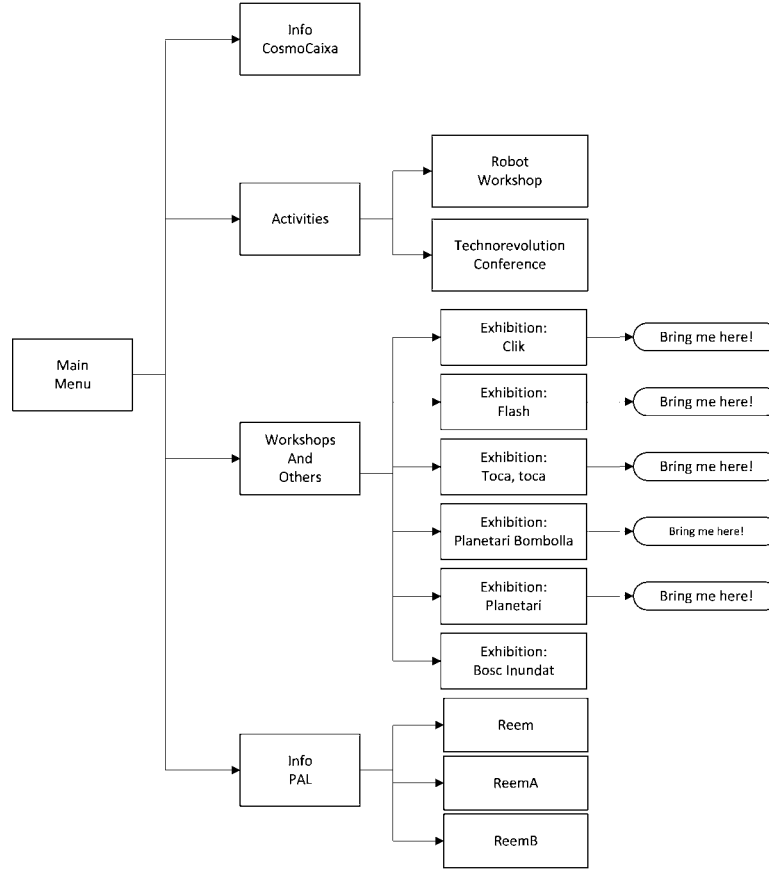 Info
CosmoCaixa
Robot
Workshop
Activities
Technorevolution
Conference
Exhibition:
Clik
Bring me here!
Main
Menu
Exhibition:
Flash
Bring me here!
Workshops
And
Others
Exhibition:
Toca, toca
Bring me here!
Exhibition:
Planetari Bombolla
Bring me here!
Exhibition:
Planetari
Bring me here!
Exhibition:
Bosc Inundat
Info
PAL
Reem
ReemA
ReemB